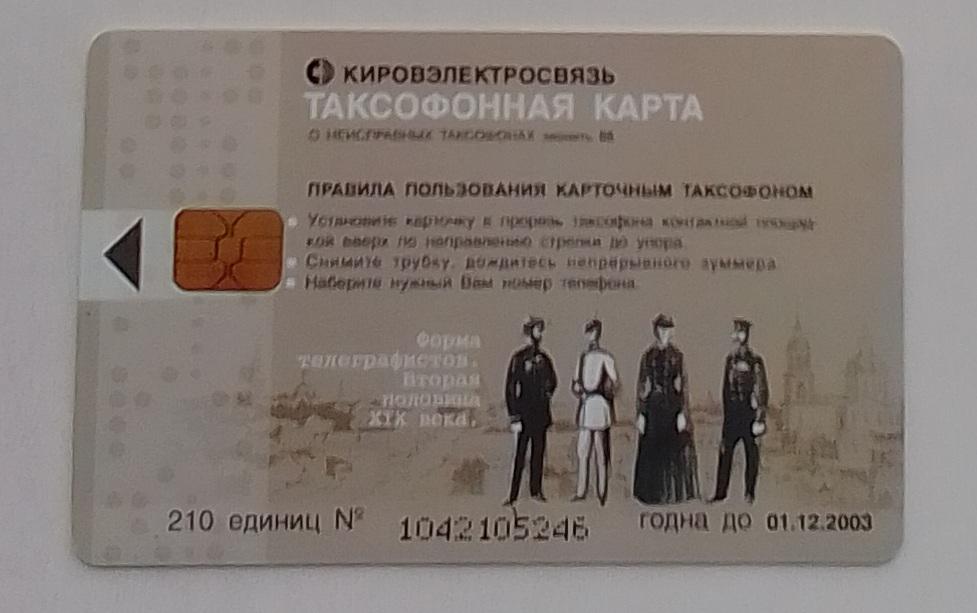 КИРОВЭЛЕКТРОСВЯЗЬ
ТАКСОФОННАЯ КАРТА
О НЕИСПРАВНЫХ ТАКСОФОНАХ звонить 88
ПРАВИЛА ПОЛЬЗОВАНИЯ КАРТОЧНЫМ ТАКСОФОНОМ
Установите карточку в прорезь таксофона контактной площад-
кой вверх по направлению стрелки до упора.
Снимите трубку, дождитесь непрерывного зуммера.
Наберите нужный Вам номер телефона.
Форма
телеграфистов.
Вторая
половина
XIX века.
210 единиц № 1042105246 годна до 01.12.2003